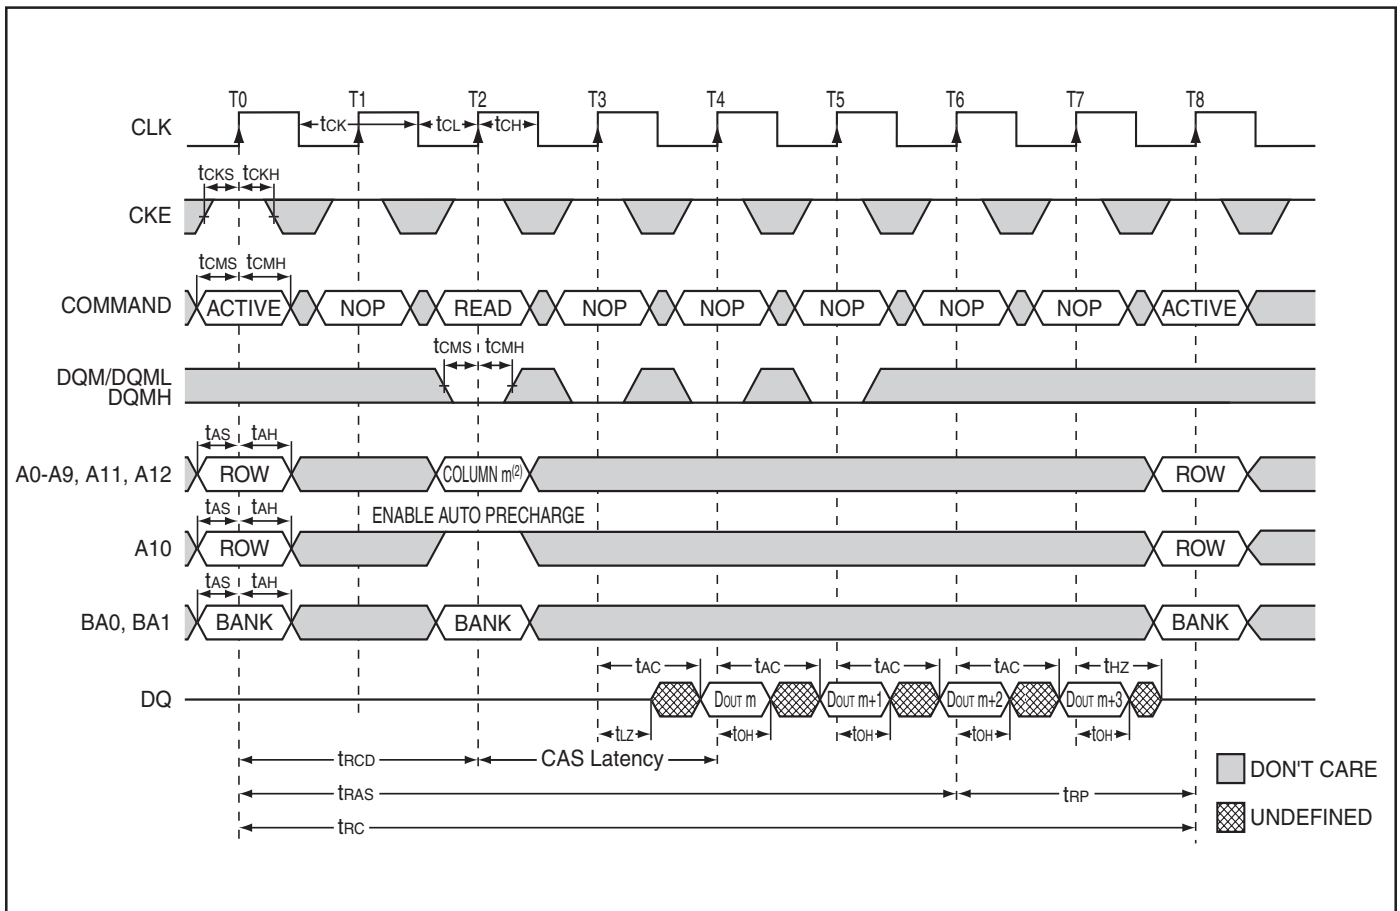 T0 T1 T2 T3 T4 T5 T6 T7 T8
CLK tCK tCL tCH
tCKS tCKH
CKE
tCMS tCMH
COMMAND ACTIVE NOP READ NOP NOP NOP NOP NOP ACTIVE
tCMS tCMH
DQM/DQML
DQMH
tAS tAH
A0-A9, A11, A12 ROW COLUMN m(2) ROW
tAS tAH ENABLE AUTO PRECHARGE
A10 ROW ROW
tAS tAH
BA0, BA1 BANK BANK BANK
tAC tAC tAC tAC tHZ
DQ DOUT m DOUT m+1 DOUT m+2 DOUT m+3
tLZ tOH tOH tOH tOH
tRCD CAS Latency
DON'T CARE
tRAS tRP
UNDEFINED
tRC